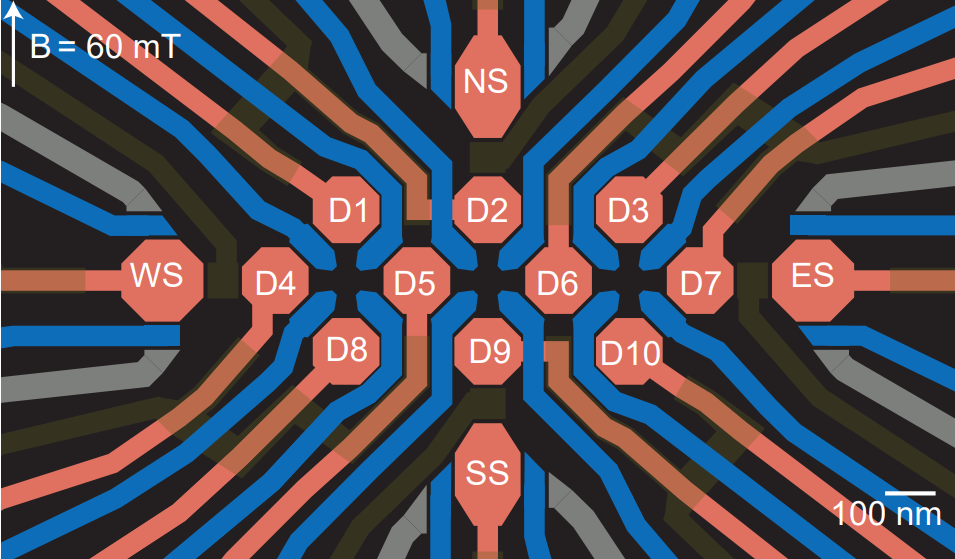 B = 60 mT
NS
D1
D2
D3
WS
D4
D5
D6
D7
ES
D8
D9
D10
SS
100 nm